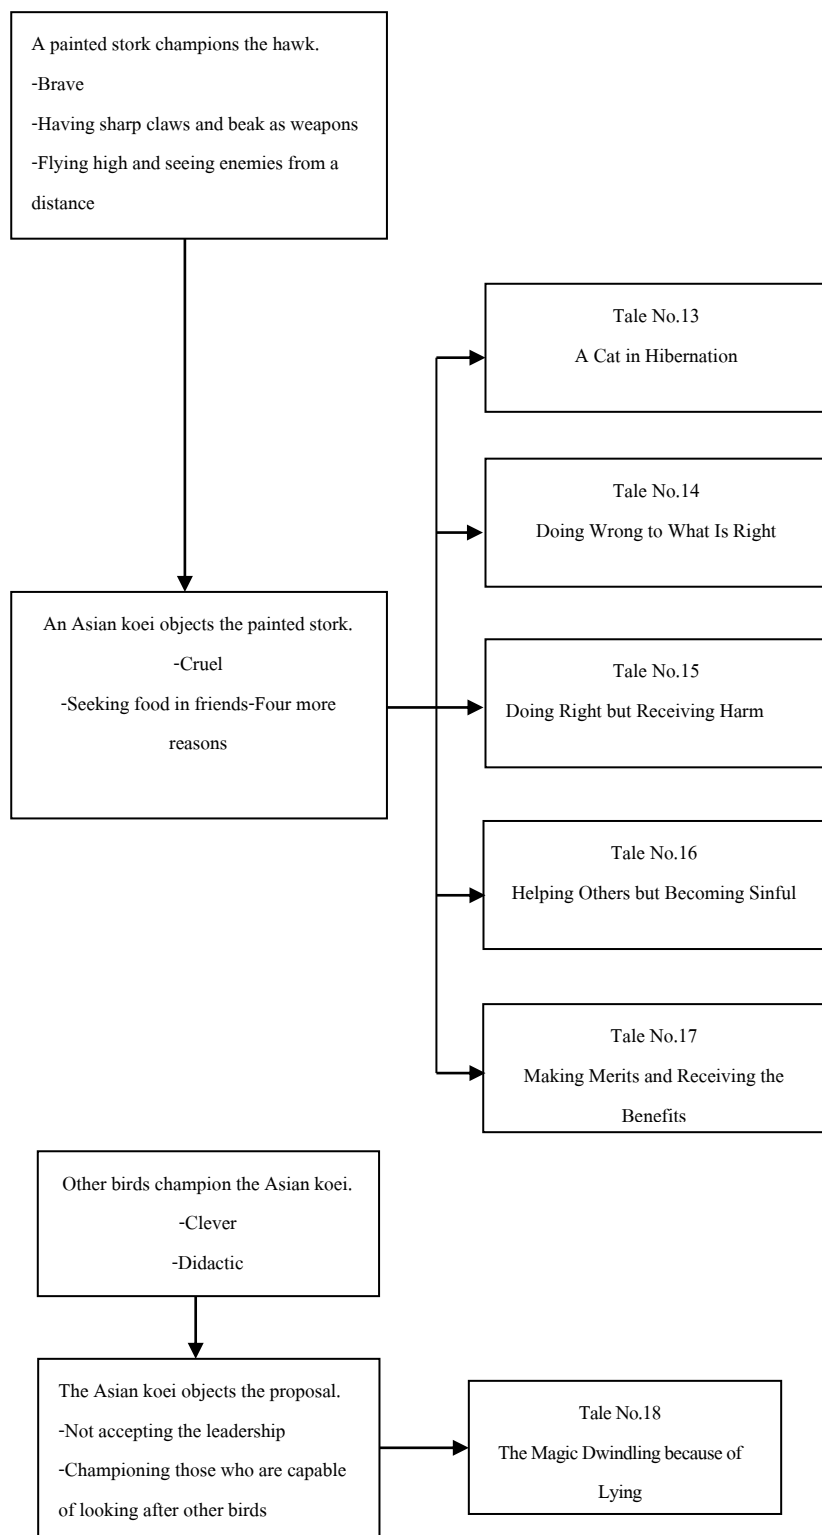 A painted stork champions the hawk.
-Brave
-Having sharp claws and beak as weapons
-Flying high and seeing enemies from a
distance
Tale No.13
A Cat in Hibernation
Tale No.14
Doing Wrong to What Is Right
An Asian koei objects the painted stork.
-Cruel
-Seeking food in friends-Four more
reasons
Tale No.15
Doing Right but Receiving Harm
Tale No.16
Helping Others but Becoming Sinful
Tale No.17
Making Merits and Receiving the
Benefits
Other birds champion the Asian koei.
-Clever
-Didactic
The Asian koei objects the proposal.
-Not accepting the leadership
-Championing those who are capable
of looking after other birds
Tale No.18
The Magic Dwindling because of
Lying